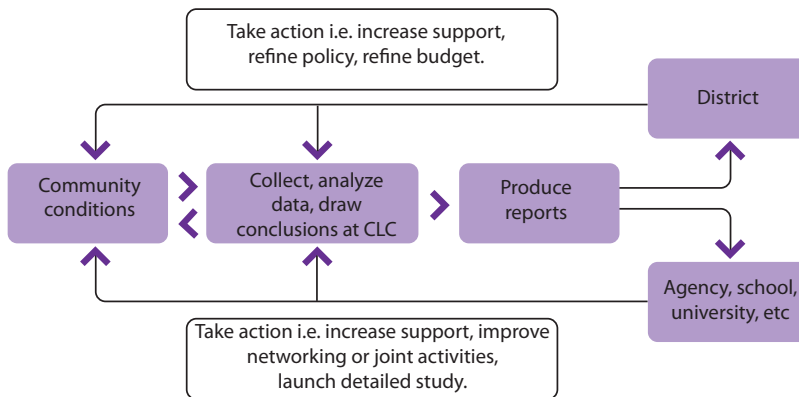 Take action i.e. increase support,
refine policy, refine budget.
District
Community
conditions
Collect, analyze
data, draw
conclusions at CLC
Produce
reports
Agency, school,
university, etc
Take action i.e. increase support, improve
networking or joint activities,
launch detailed study.